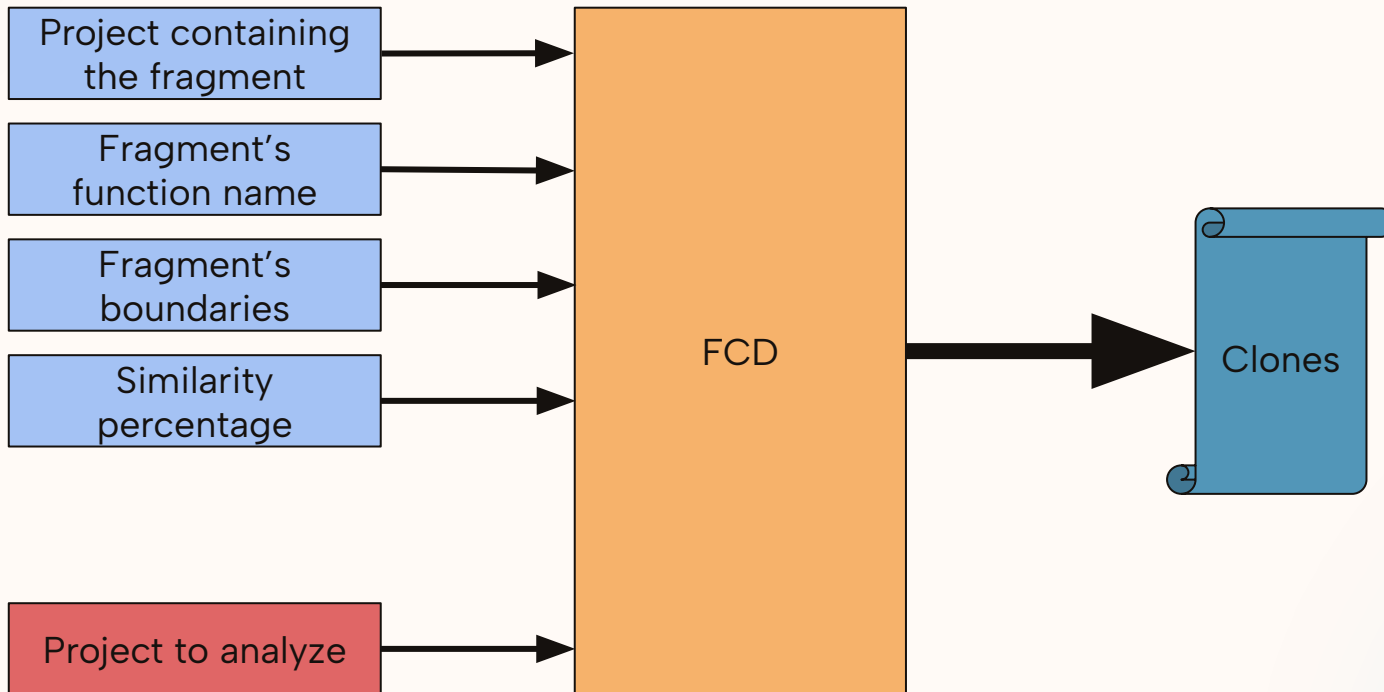 Project containing
the fragment
Fragment’s
function name
Fragment’s
boundaries
Similarity
percentage
Project to analyze
FCD
Clones